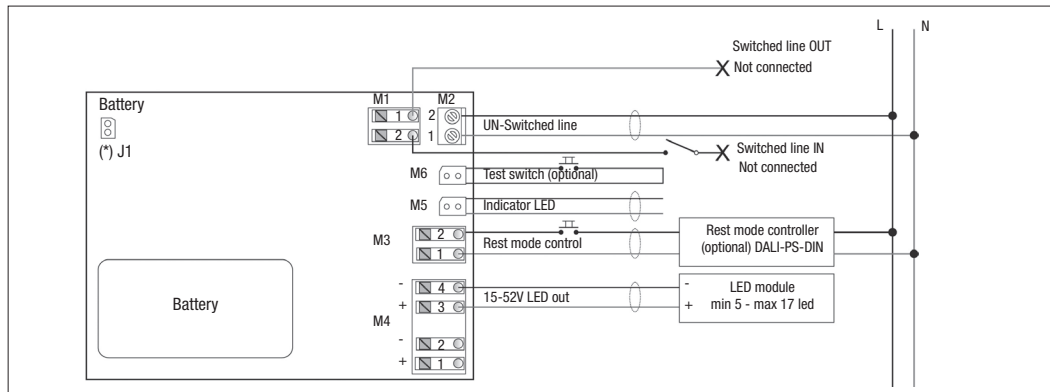 L N
Switched line OUT
Not connected
Battery
(*) J1
M1 M2
1 2
2 1
UN-Switched line
Switched line IN
Not connected
M6 Test switch (optional)
M5 Indicator LED
M3
2
1
Rest mode control
Rest mode controller
(optional) DALI-PS-DIN
- 4
+ 3
15-52V LED out
-
+
LED module
min 5 - max 17 led
M4
- 2
+ 1
Battery